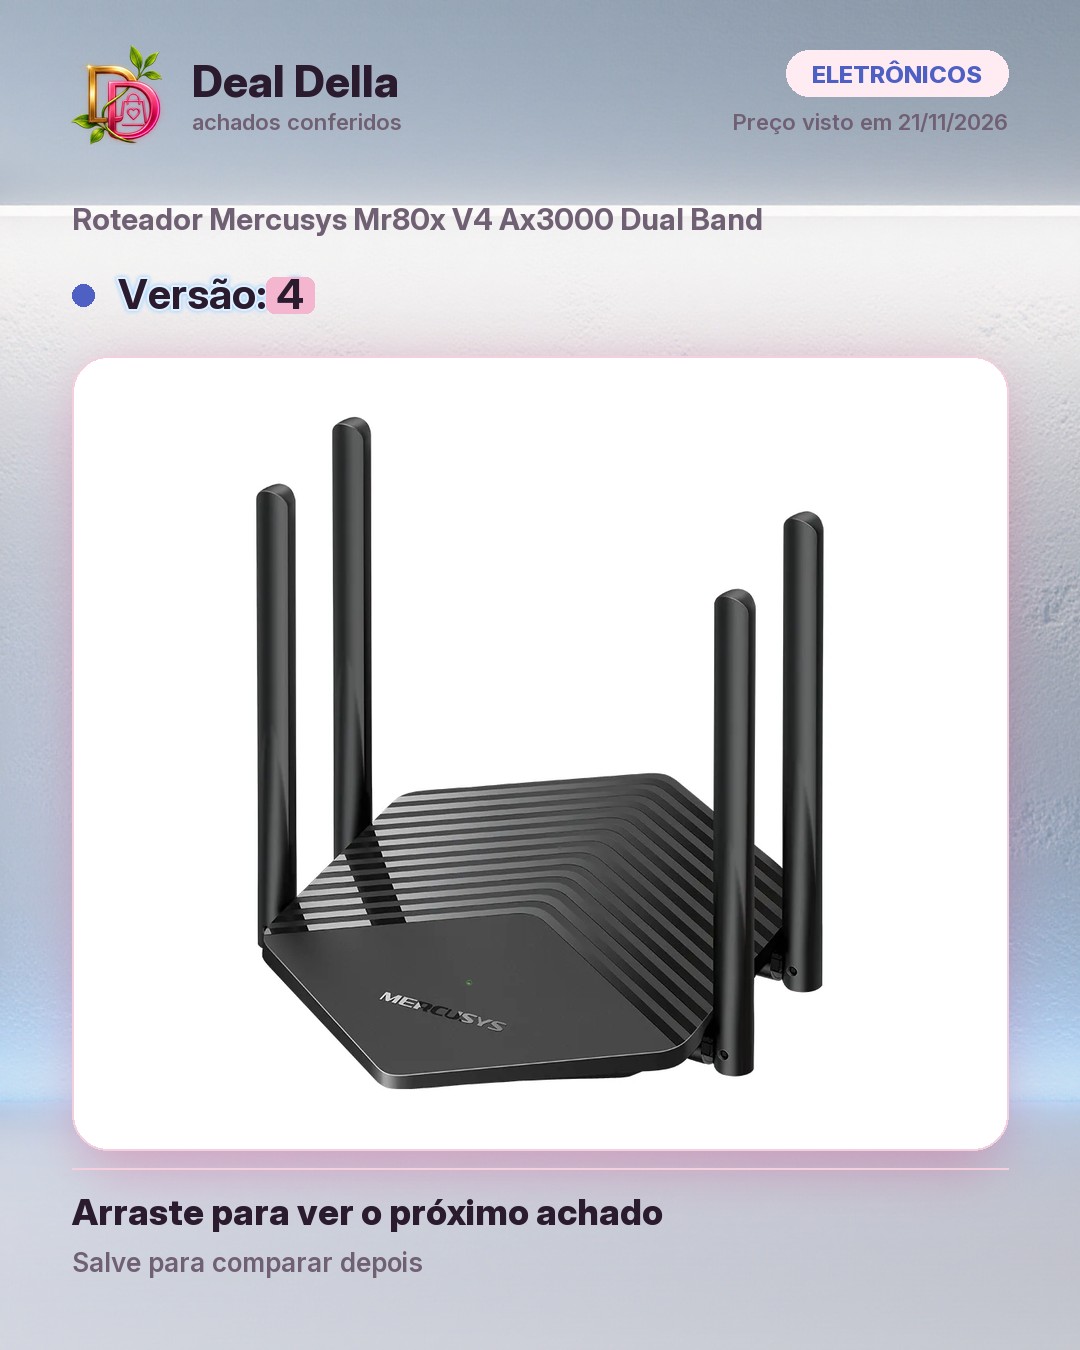 Deal Della
achados conferidos
ELETRÔNICOS
Preço visto em 21/11/2026
Roteador Mercusys Mr80x V4 Ax3000 Dual Band
Versão: 4
MERCUSYS
Arraste para ver o próximo achado
Salve para comparar depois